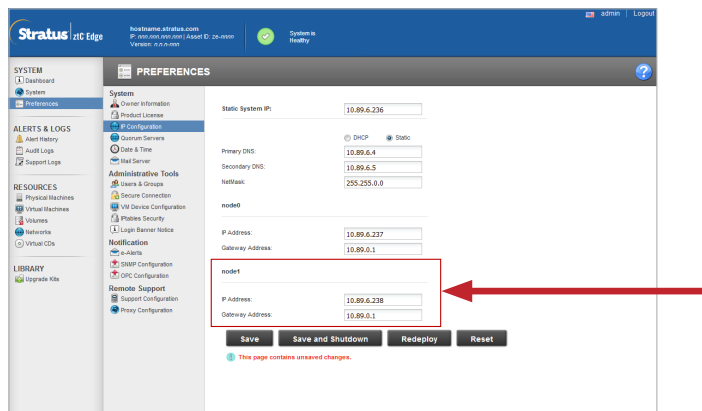 admin | Logout
Stratus ztC Edge
hostname.stratus.com
IP: nnn.nnn.nnn.nnn | Asset ID: ze-nnnn
Version: n.n.n-nnn
System is
Healthy
SYSTEM
Dashboard
System
Preferences
ALERTS & LOGS
Alert History
Audit Logs
Support Logs
RESOURCES
Physical Machines
Virtual Machines
Volumes
Networks
Virtual CDs
LIBRARY
Upgrade Kits
PREFERENCES
?
System
Owner Information
Product License
IP Configuration
Quorum Servers
Date & Time
Mail Server
Administrative Tools
Users & Groups
Secure Connection
VM Device Configuration
IPtables Security
Login Banner Notice
Notification
e-Alerts
SNMP Configuration
OPC Configuration
Remote Support
Support Configuration
Proxy Configuration
Static System IP: 10.89.6.236
DHCP Static
Primary DNS: 10.89.6.4
Secondary DNS: 10.89.6.5
NetMask: 255.255.0.0
node0
IP Address: 10.89.6.237
Gateway Address: 10.89.0.1
node1
IP Address: 10.89.6.238
Gateway Address: 10.89.0.1
Save Save and Shutdown Redeploy Reset
This page contains unsaved changes.